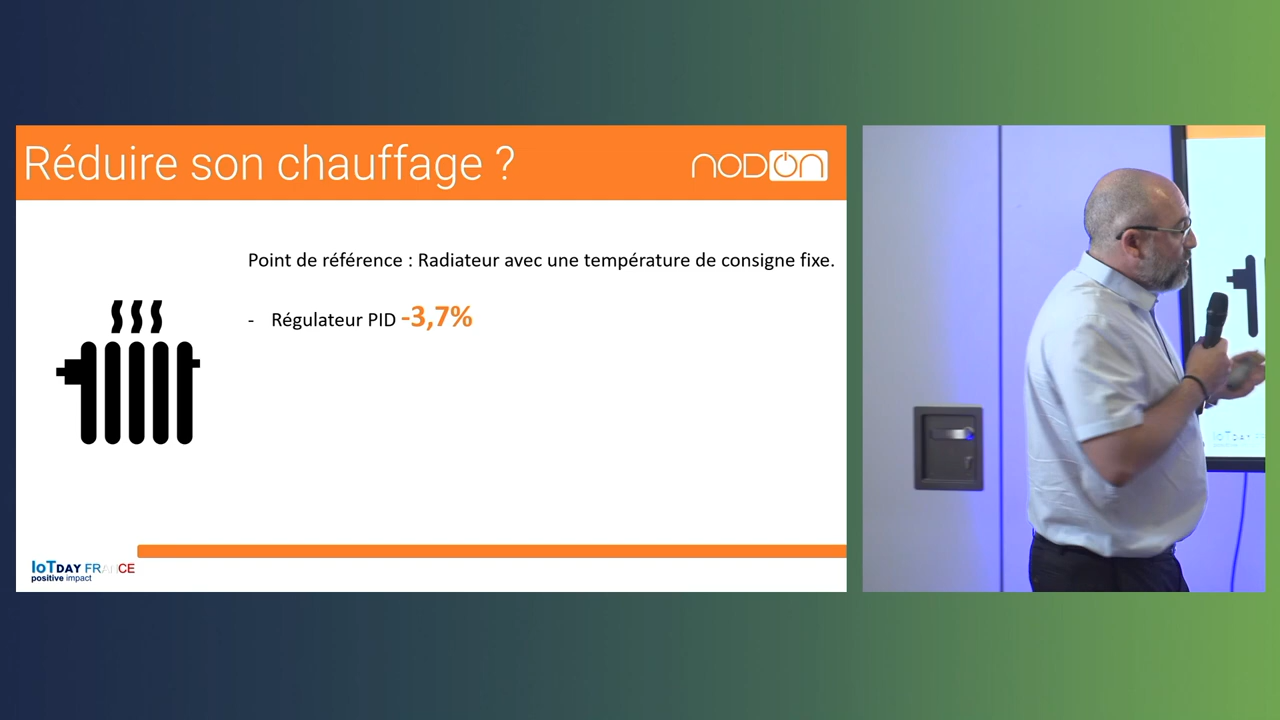 Réduire son chauffage ?
NODON
Point de référence : Radiateur avec une température de consigne fixe.
- Régulateur PID -3,7%
IoTDAY FRANCE
positive impact